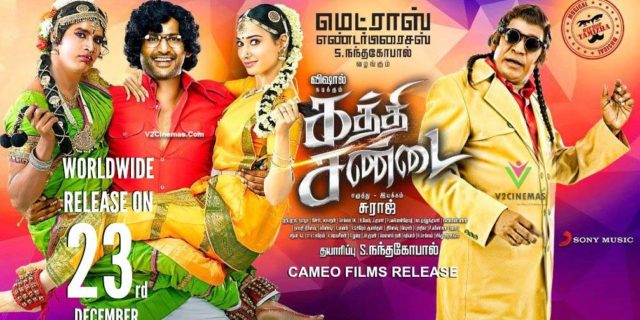 மெட்ராஸ்
என்டர்பிரைசஸ்
S.நந்தகோபால்
வழங்கும்
விஷால்
நடிக்கும்
கத்தி
சண்டை
எழுத்து - இயக்கம்
சுராஜ்
தயாரிப்பு S.நந்தகோபால்
CAMEO FILMS RELEASE
V2Cinemas.Com
WORLDWIDE
RELEASE ON
23rd
DECEMBER
V2CINEMAS
SONY MUSIC